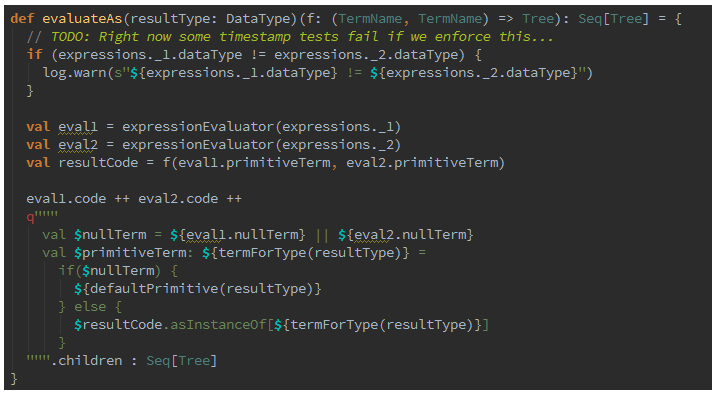 def evaluateAs(resultType: DataType)(f: (TermName, TermName) => Tree): Seq[Tree] = {
  // TODO: Right now some timestamp tests fail if we enforce this...
  if (expressions._1.dataType != expressions._2.dataType) {
    log.warn(s"${expressions._1.dataType} != ${expressions._2.dataType}")
  }

  val eval1 = expressionEvaluator(expressions._1)
  val eval2 = expressionEvaluator(expressions._2)
  val resultCode = f(eval1.primitiveTerm, eval2.primitiveTerm)

  eval1.code ++ eval2.code ++
  q"""
    val $nullTerm = ${eval1.nullTerm} || ${eval2.nullTerm}
    val $primitiveTerm: ${termForType(resultType)} =
      if($nullTerm) {
        ${defaultPrimitive(resultType)}
      } else {
        $resultCode.asInstanceOf[${termForType(resultType)}]
      }
  """.children : Seq[Tree]
}